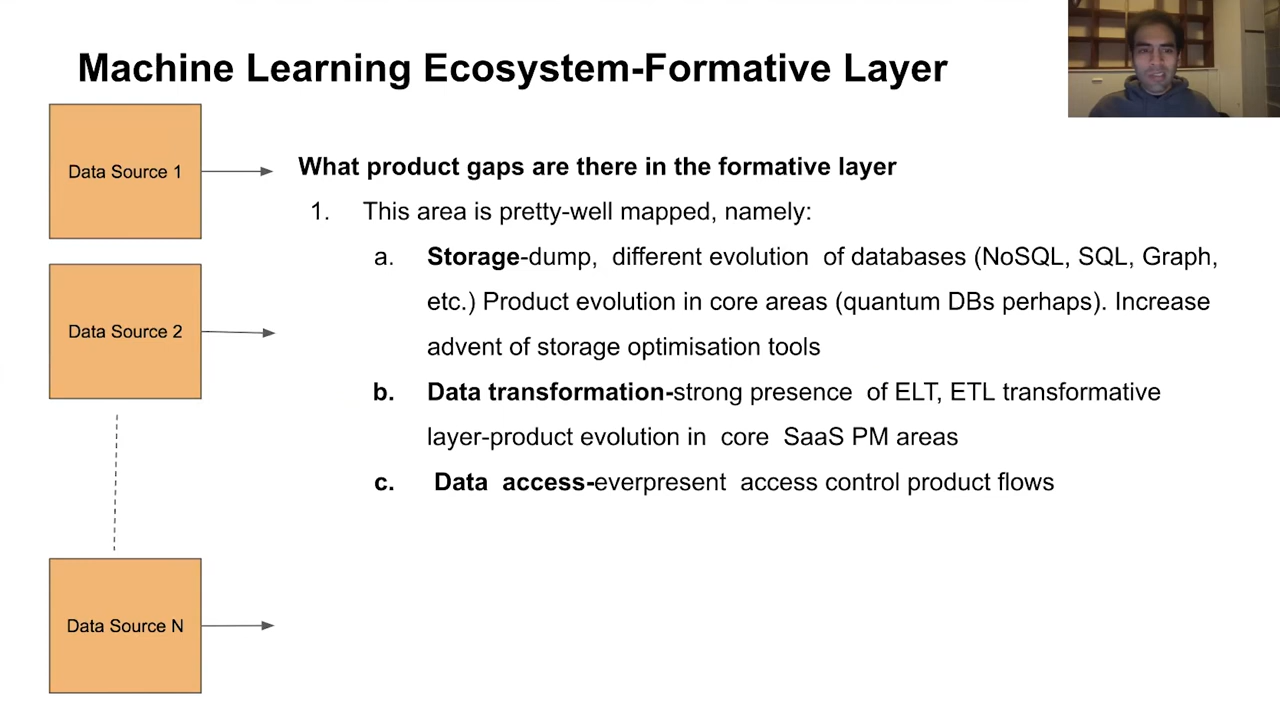 Machine Learning Ecosystem-Formative Layer
Data Source 1
Data Source 2
Data Source N
What product gaps are there in the formative layer
1. This area is pretty-well mapped, namely:
a. Storage-dump, different evolution of databases (NoSQL, SQL, Graph,
etc.) Product evolution in core areas (quantum DBs perhaps). Increase
advent of storage optimisation tools
b. Data transformation-strong presence of ELT, ETL transformative
layer-product evolution in core SaaS PM areas
c. Data access-everpresent access control product flows